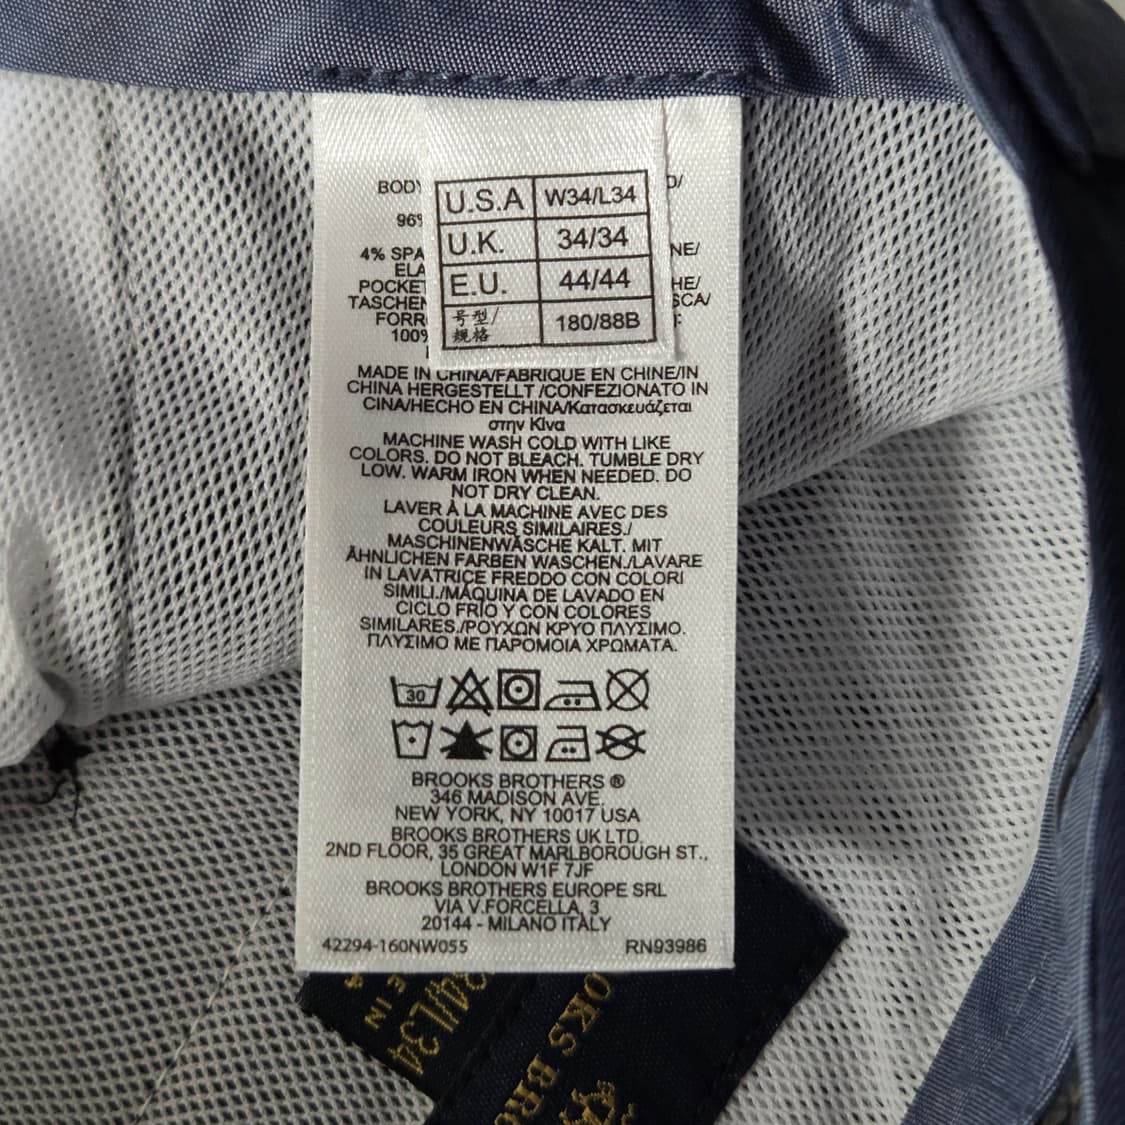 U.S.A W34/L34
U.K. 34/34
E.U. 44/44
号型/规格 180/88B
96%
4% SPA
POCKET
TASCHEN
100%
MADE IN CHINA/FABRIQUE EN CHINE/IN
CHINA HERGESTELLT /CONFEZIONATO IN
CINA/HECHO EN CHINA/Κατασκευάζεται
στην Κίνα
MACHINE WASH COLD WITH LIKE
COLORS. DO NOT BLEACH. TUMBLE DRY
LOW. WARM IRON WHEN NEEDED. DO
NOT DRY CLEAN.
LAVER À LA MACHINE AVEC DES
COULEURS SIMILAIRES./
MASCHINENWÄSCHE KALT. MIT
ÄHNLICHEN FARBEN WASCHEN./LAVARE
IN LAVATRICE FREDDO CON COLORI
SIMILI./MÁQUINA DE LAVADO EN
CICLO FRÍO Y CON COLORES
SIMILARES./ΡΟΥΧΩΝ ΚΡΥΟ ΠΛΥΣΙΜΟ.
ΠΛΥΣΙΜΟ ΜΕ ΠΑΡΟΜΟΙΑ ΧΡΩΜΑΤΑ.
30
BROOKS BROTHERS ®
346 MADISON AVE.
NEW YORK, NY 10017 USA
BROOKS BROTHERS UK LTD.
2ND FLOOR, 35 GREAT MARLBOROUGH ST.,
LONDON W1F 7JF
BROOKS BROTHERS EUROPE SRL
VIA V.FORCELLA, 3
20144 - MILANO ITALY
42294-160NW055 RN93986
34/L34
E IN
OKS BRO